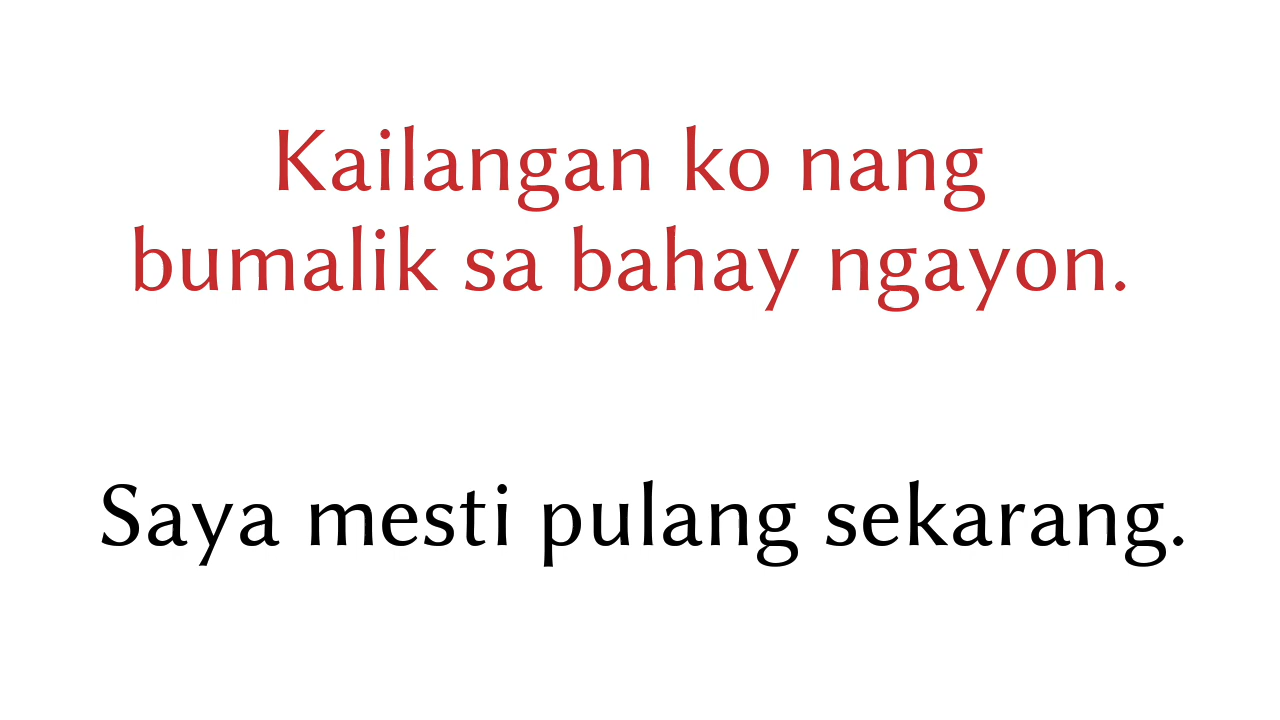 Kailangan ko nang
bumalik sa bahay ngayon.
Saya mesti pulang sekarang.